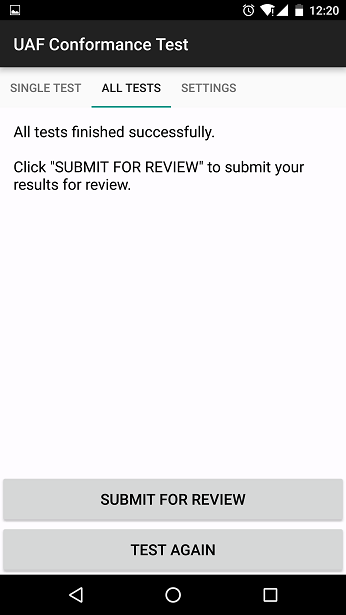 12:20
UAF Conformance Test
SINGLE TEST ALL TESTS SETTINGS
All tests finished successfully.
Click "SUBMIT FOR REVIEW" to submit your
results for review.
SUBMIT FOR REVIEW
TEST AGAIN